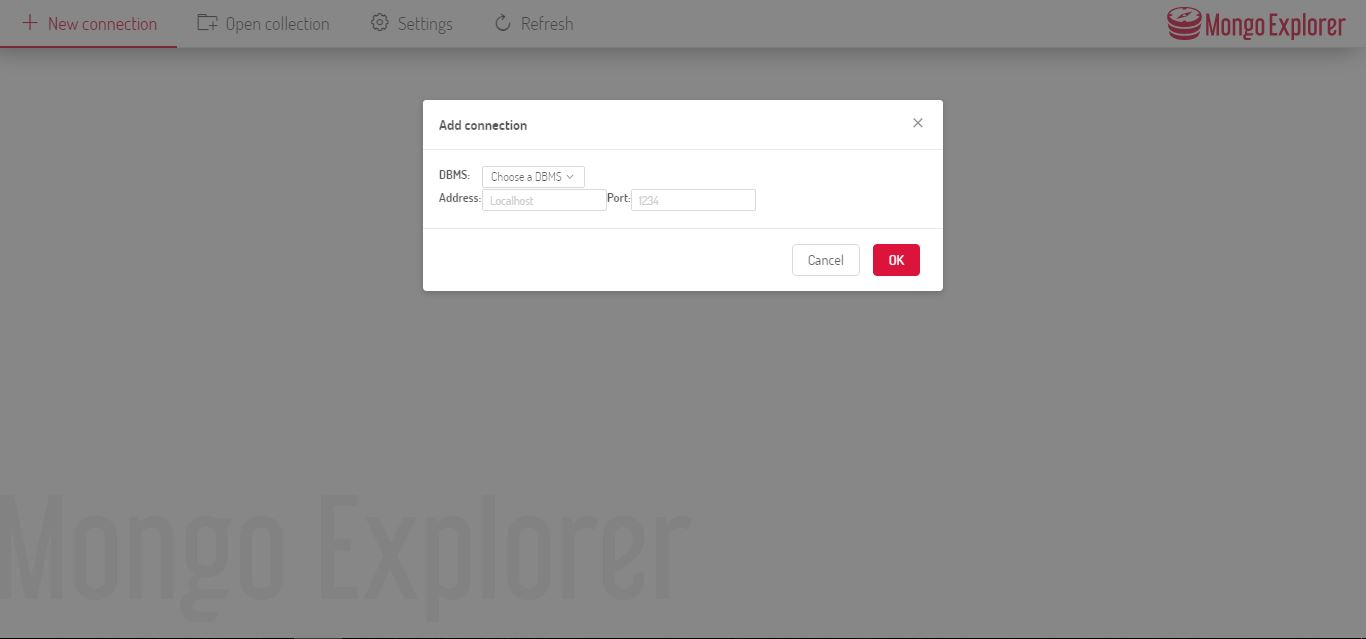 New connection Open collection Settings Refresh Mongo Explorer
Add connection
DBMS: Choose a DBMS
Address: Localhost Port: 1234
Cancel OK
Mongo Explorer